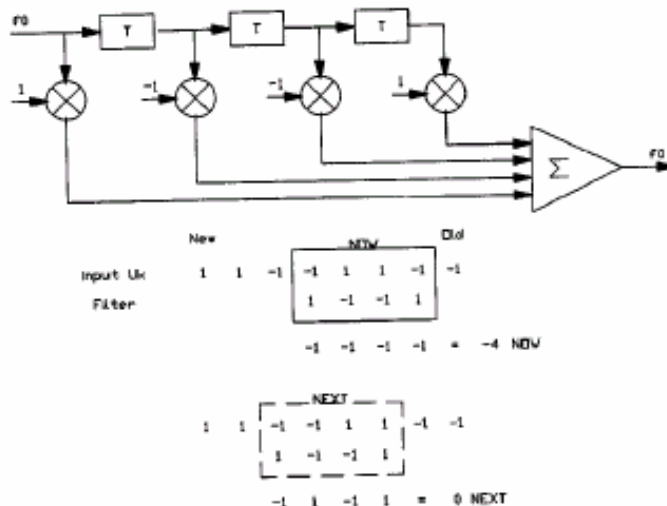 F0
T T T
1 -1 -1 1
Σ
F0
New NOW Old
Input Uk 1 1 -1 -1 1 1 -1 -1
Filter 1 -1 -1 1
-1 -1 -1 -1 = -4 NOW
NEXT
1 1 -1 -1 1 1 -1 -1
1 -1 -1 1
-1 1 -1 1 = 0 NEXT